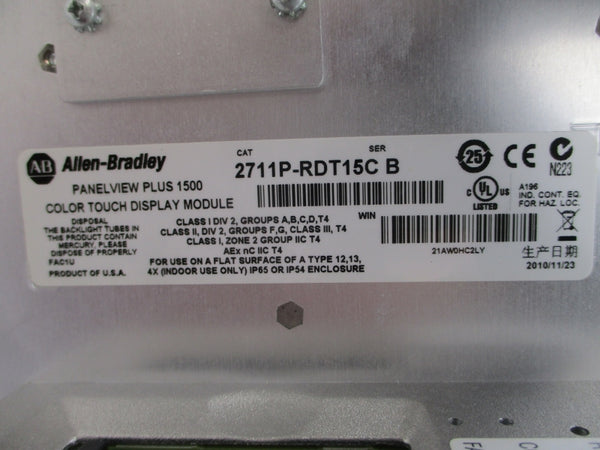 AB Allen-Bradley
CAT SER
2711P-RDT15C B
PANELVIEW PLUS 1500
COLOR TOUCH DISPLAY MODULE
DISPOSAL
THE BACKLIGHT TUBES IN
THIS PRODUCT CONTAIN
MERCURY, PLEASE
DISPOSE OF PROPERLY
FAC1U
PRODUCT OF U.S.A.
CLASS I DIV 2, GROUPS A,B,C,D,T4
CLASS II, DIV 2, GROUPS F,G, CLASS III, T4
CLASS I, ZONE 2 GROUP IIC T4
AEx nC IIC T4
FOR USE ON A FLAT SURFACE OF A TYPE 12,13,
4X (INDOOR USE ONLY) IP65 OR IP54 ENCLOSURE
WIN
21AW0HC2LY
25
CE
N223
C UL US
LISTED
A196
IND. CONT. EQ.
FOR HAZ. LOC.
生产日期
2010/11/23